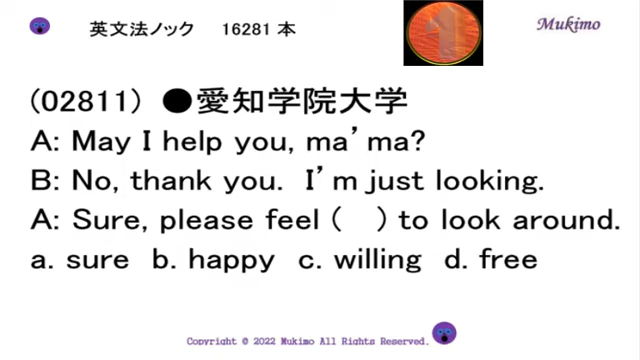 英文法ノック 16281 本
Mukimo
(02811) ●愛知学院大学
A: May I help you, ma'ma?
B: No, thank you. I'm just looking.
A: Sure, please feel ( ) to look around.
a. sure b. happy c. willing d. free
Copyright @ 2022 Mukimo All Rights Reserved.